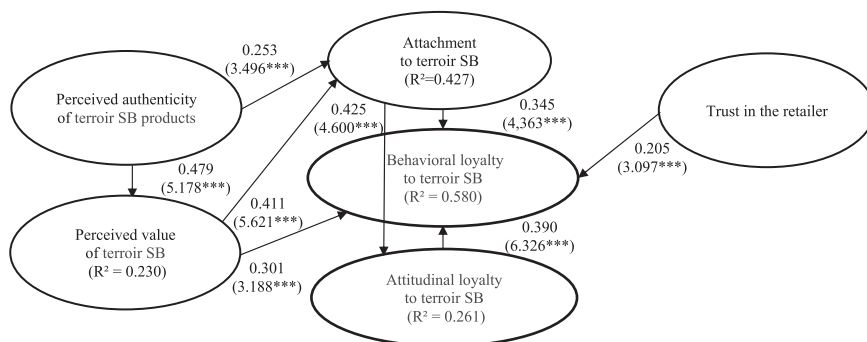 0.253
(3.496***)
Attachment
to terroir SB
(R²=0.427)
Perceived authenticity
of terroir SB products
0.425
(4.600***)
0.345
(4,363***)
Trust in the retailer
0.479
(5.178***)
Behavioral loyalty
to terroir SB
(R² = 0.580)
0.205
(3.097***)
0.411
(5.621***)
Perceived value
of terroir SB
(R² = 0.230)
0.390
(6.326***)
0.301
(3.188***)
Attitudinal loyalty
to terroir SB
(R² = 0.261)